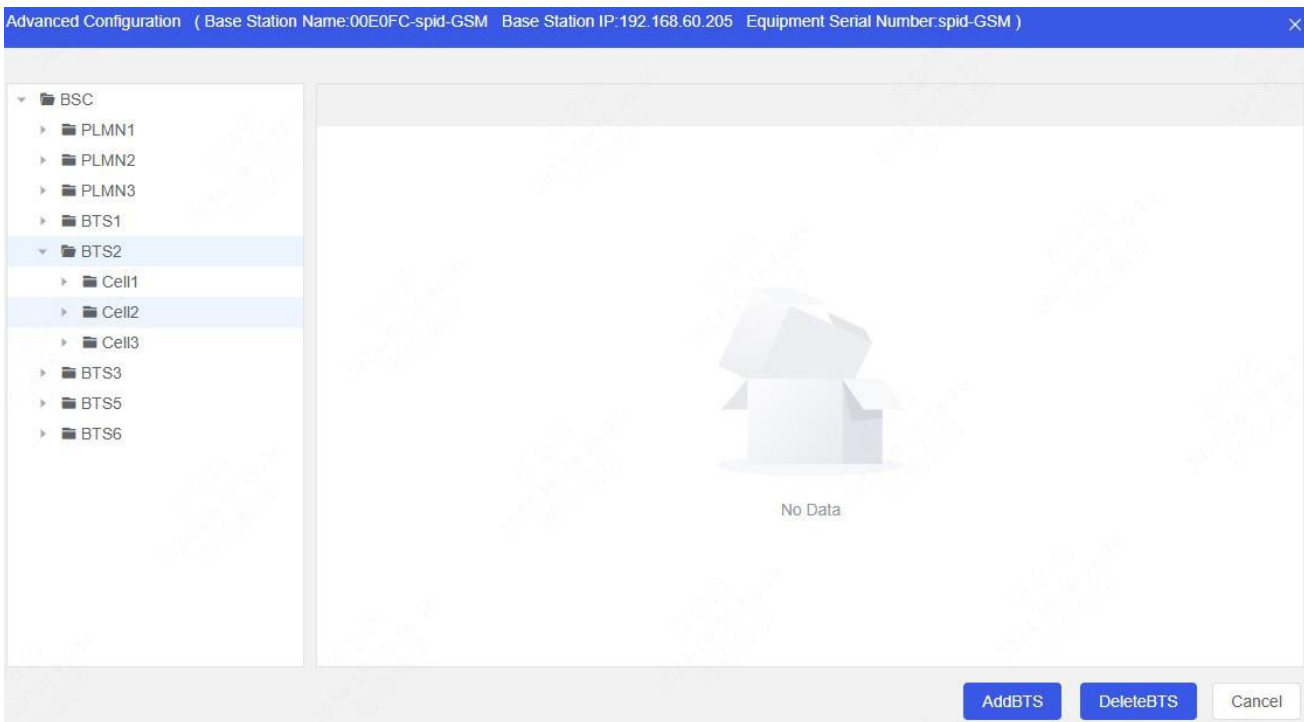 Advanced Configuration ( Base Station Name:00E0FC-spid-GSM Base Station IP:192.168.60.205 Equipment Serial Number:spid-GSM )
BSC
PLMN1
PLMN2
PLMN3
BTS1
BTS2
Cell1
Cell2
Cell3
BTS3
BTS5
BTS6
No Data
AddBTS DeleteBTS Cancel